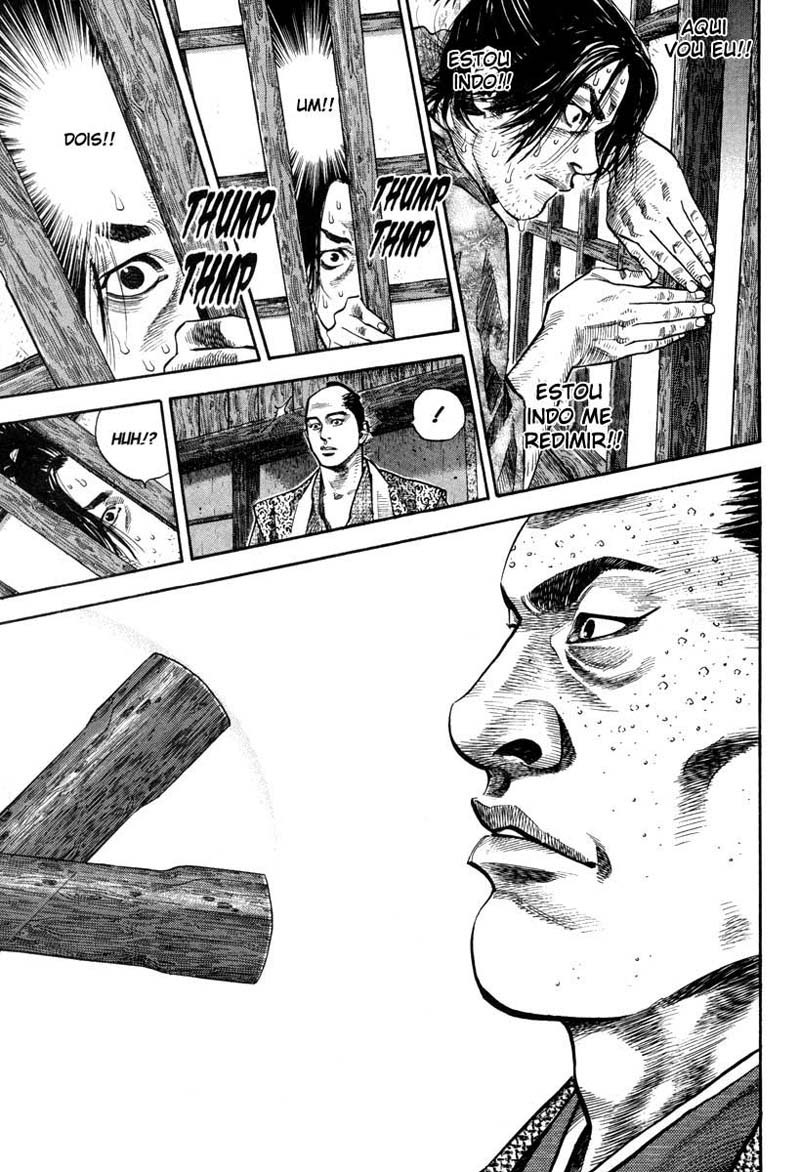 AQUI
VOU EU!!
ESTOU
INDO!!
ESTOU
INDO ME
REDIMIR!!
UM!!
THUMP
THMP
DOIS!!
THUMP
THMP
!
HUH!?